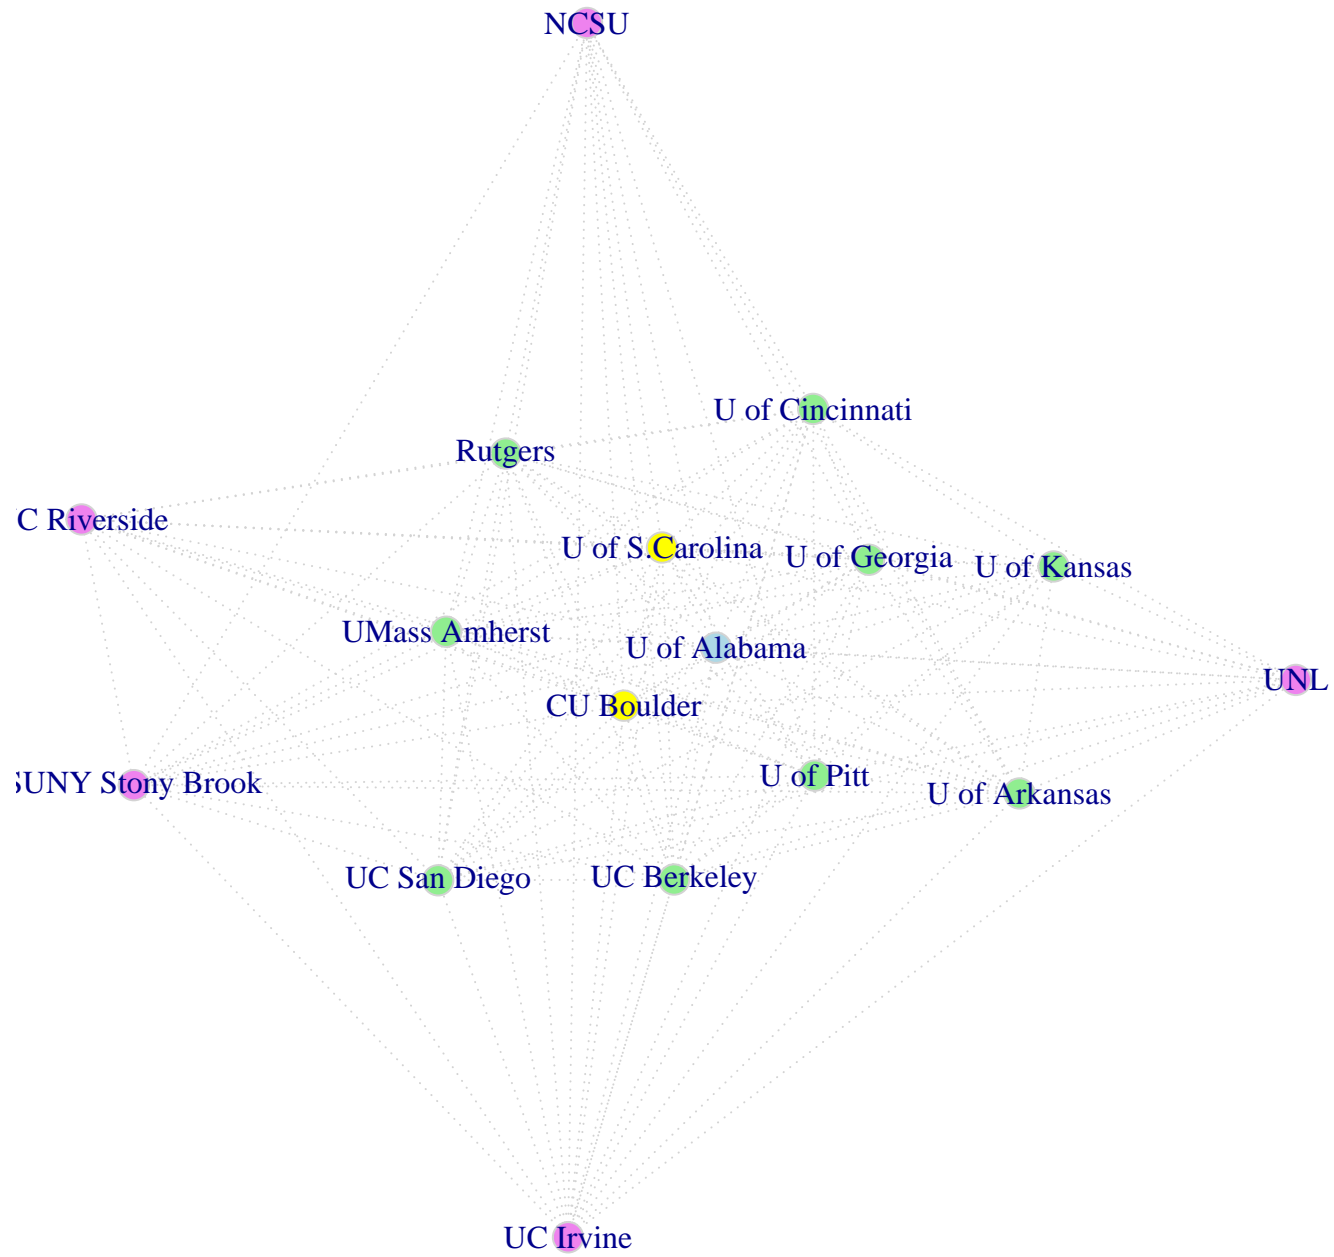 NCSU
U of Cincinnati
Rutgers
C Riverside
U of S.Carolina
U of Georgia
U of Kansas
UMass Amherst
U of Alabama
UNL
CU Boulder
U of Pitt
SUNY Stony Brook
U of Arkansas
UC San Diego
UC Berkeley
UC Irvine